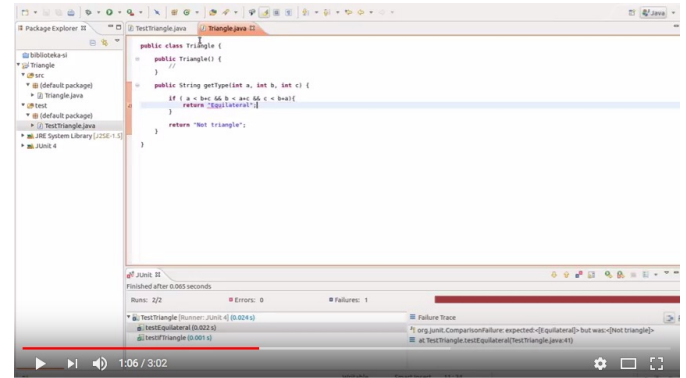 Java
Package Explorer
TestTriangle.java
Triangle.java
biblioteka-si
Triangle
src
(default package)
Triangle.java
test
(default package)
TestTriangle.java
JRE System Library [J2SE-1.5]
JUnit 4
public class Triangle {
public Triangle() {
//
}
public String getType(int a, int b, int c) {
if ( a < b+c && b < a+c && c < b+a){
return "Equilateral";
}
return "Not triangle";
}
}
JUnit
Finished after 0.065 seconds
Runs: 2/2
Errors: 0
Failures: 1
TestTriangle [Runner: JUnit 4] (0.024 s)
testEquilateral (0.022 s)
testIfTriangle (0.001 s)
Failure Trace
org.junit.ComparisonFailure: expected:<[Equilateral]> but was:<[Not triangle]>
at TestTriangle.testEquilateral(TestTriangle.java:41)
1:06 / 3:02